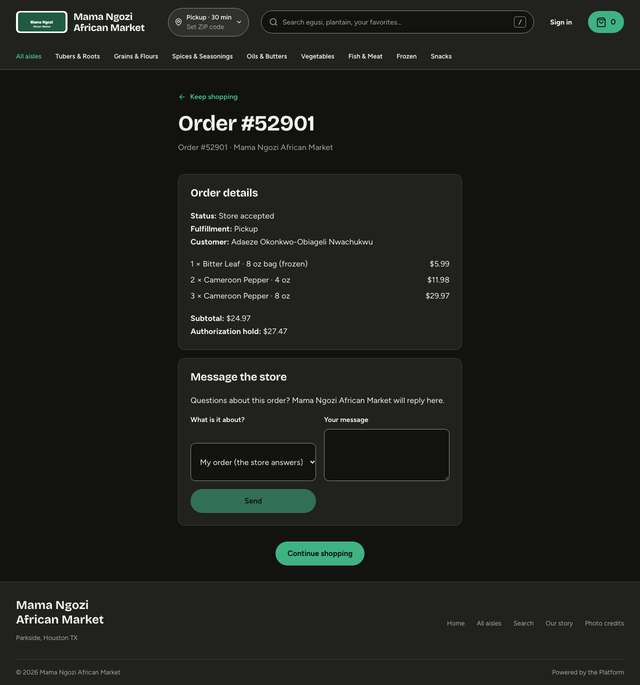 Mama Ngozi
African Market
Mama Ngozi
African Market
Pickup · 30 min
Set ZIP code
Search egusi, plantain, your favorites...
/
Sign in
0
All aisles
Tubers & Roots
Grains & Flours
Spices & Seasonings
Oils & Butters
Vegetables
Fish & Meat
Frozen
Snacks
← Keep shopping
Order #52901
Order #52901 · Mama Ngozi African Market
Order details
Status: Store accepted
Fulfillment: Pickup
Customer: Adaeze Okonkwo-Obiageli Nwachukwu
1 × Bitter Leaf · 8 oz bag (frozen) $5.99
2 × Cameroon Pepper · 4 oz $11.98
3 × Cameroon Pepper · 8 oz $29.97
Subtotal: $24.97
Authorization hold: $27.47
Message the store
Questions about this order? Mama Ngozi African Market will reply here.
What is it about?
Your message
My order (the store answers)
Send
Continue shopping
Mama Ngozi
African Market
Parkside, Houston TX
Home
All aisles
Search
Our story
Photo credits
© 2026 Mama Ngozi African Market
Powered by the Platform